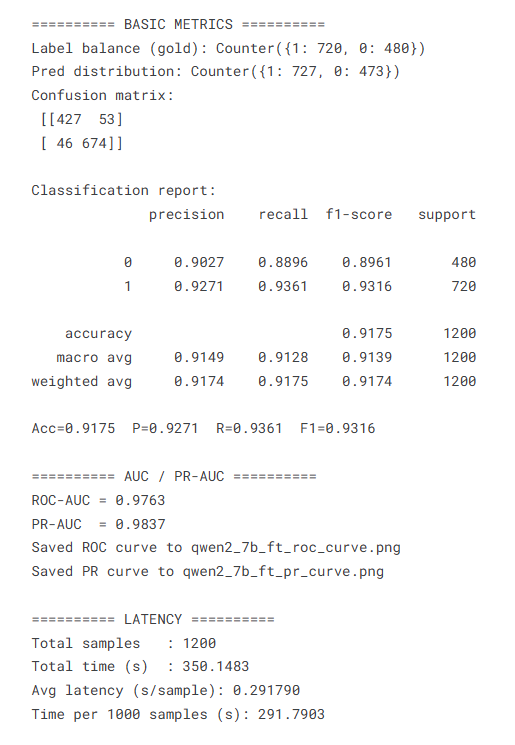 ========== BASIC METRICS ==========
Label balance (gold): Counter({1: 720, 0: 480})
Pred distribution: Counter({1: 727, 0: 473})
Confusion matrix:
[[427  53]
[ 46 674]]
Classification report:
precision    recall  f1-score   support
0     0.9027    0.8896    0.8961       480
1     0.9271    0.9361    0.9316       720
accuracy                         0.9175      1200
macro avg     0.9149    0.9128    0.9139      1200
weighted avg     0.9174    0.9175    0.9174      1200
Acc=0.9175  P=0.9271  R=0.9361  F1=0.9316
========== AUC / PR-AUC ==========
ROC-AUC = 0.9763
PR-AUC  = 0.9837
Saved ROC curve to qwen2_7b_ft_roc_curve.png
Saved PR curve to qwen2_7b_ft_pr_curve.png
========== LATENCY ==========
Total samples   : 1200
Total time (s)  : 350.1483
Avg latency (s/sample): 0.291790
Time per 1000 samples (s): 291.7903